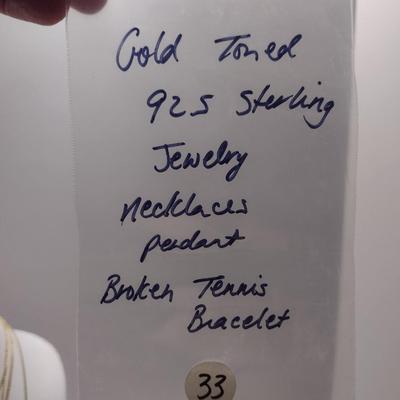 Gold Toned
925 Sterling
Jewelry
Necklaces
pendant
Broken Tennis
Bracelet
33